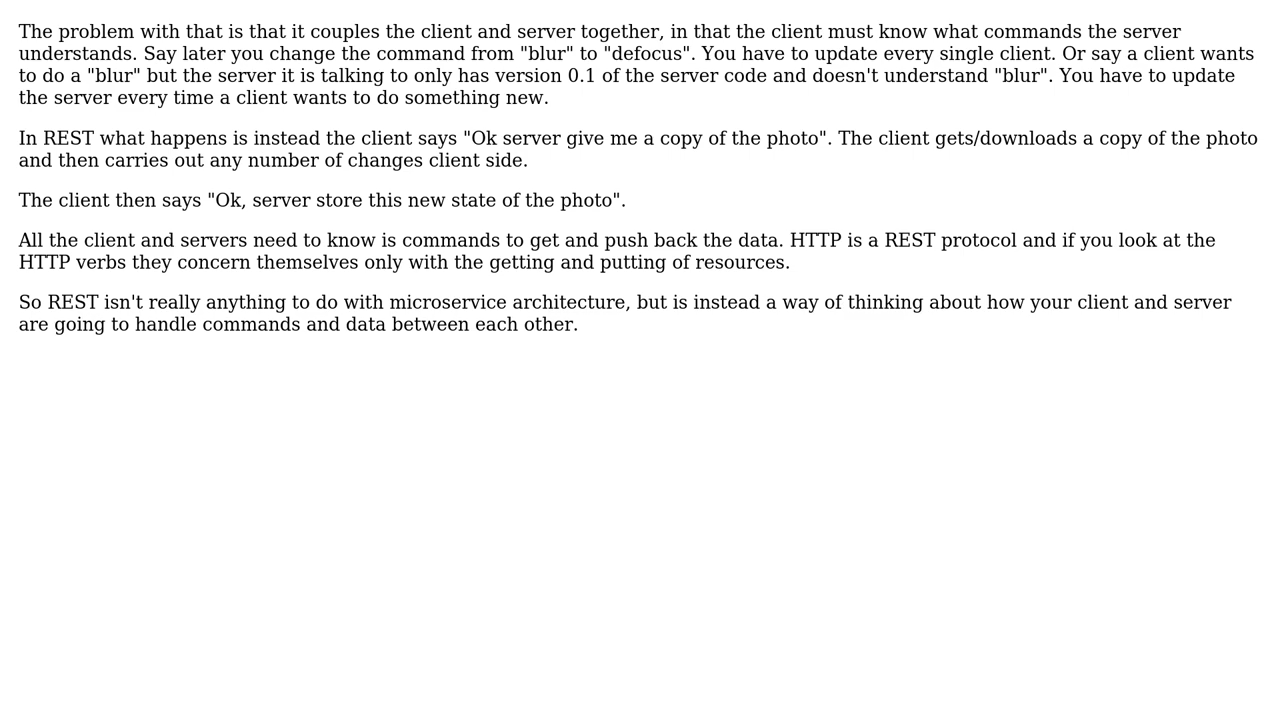 The problem with that is that it couples the client and server together, in that the client must know what commands the server
understands. Say later you change the command from "blur" to "defocus". You have to update every single client. Or say a client wants
to do a "blur" but the server it is talking to only has version 0.1 of the server code and doesn't understand "blur". You have to update
the server every time a client wants to do something new.
In REST what happens is instead the client says "Ok server give me a copy of the photo". The client gets/downloads a copy of the photo
and then carries out any number of changes client side.
The client then says "Ok, server store this new state of the photo".
All the client and servers need to know is commands to get and push back the data. HTTP is a REST protocol and if you look at the
HTTP verbs they concern themselves only with the getting and putting of resources.
So REST isn't really anything to do with microservice architecture, but is instead a way of thinking about how your client and server
are going to handle commands and data between each other.